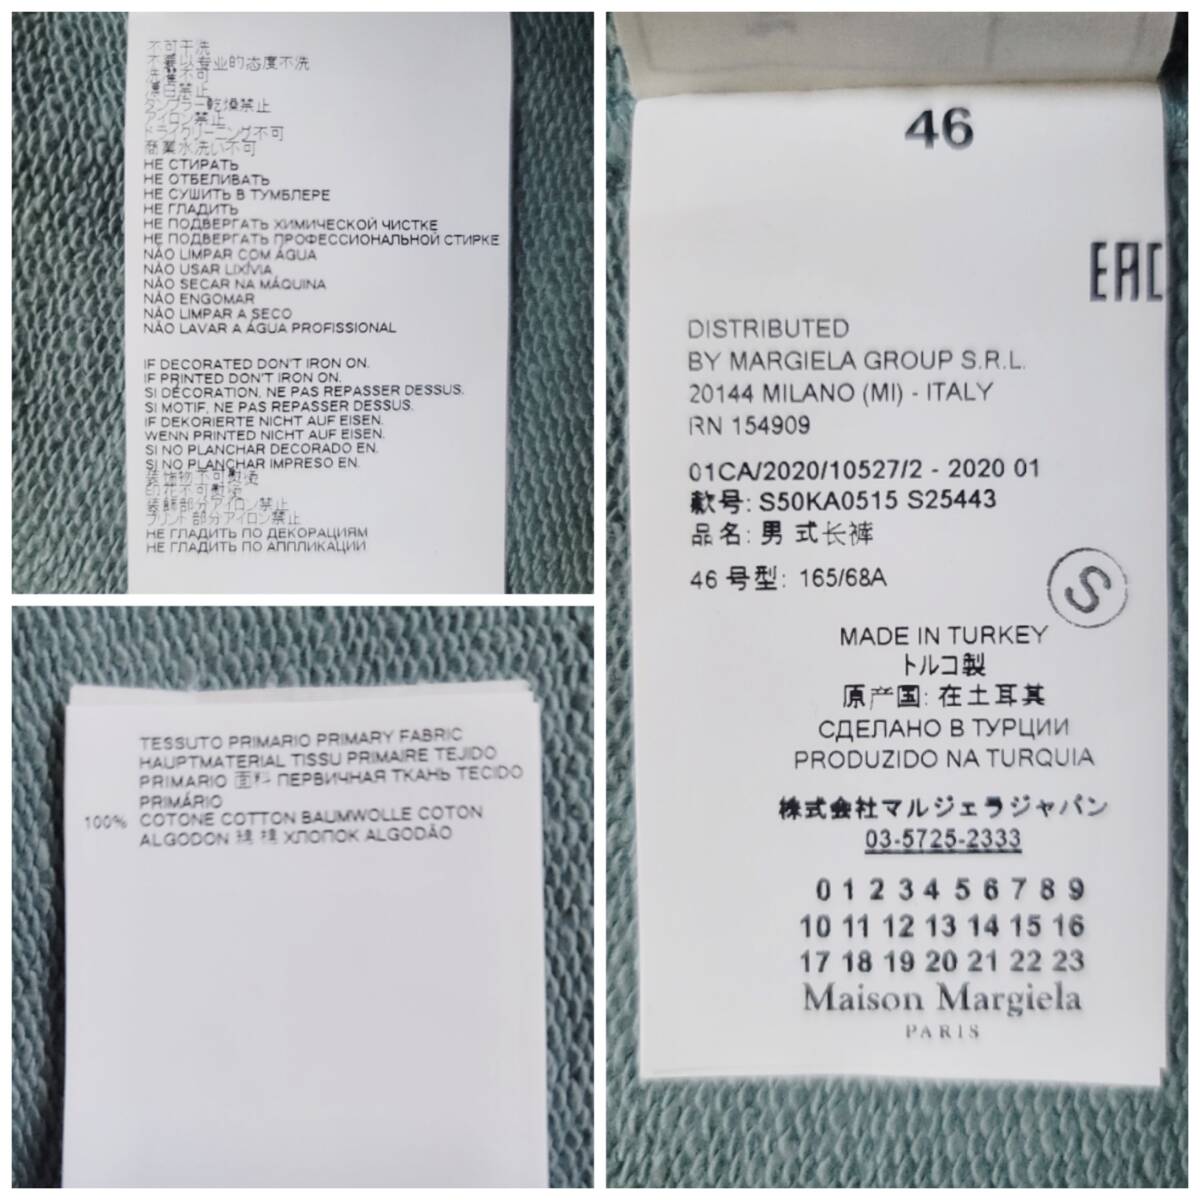 不可干洗
不要以专业的态度不洗
洗濯不可
漂白禁止
タンブラー乾燥禁止
アイロン禁止
ドライクリーニング不可
商業水洗い不可
НЕ СТИРАТЬ
НЕ ОТБЕЛИВАТЬ
НЕ СУШИТЬ В ТУМБЛЕРЕ
НЕ ГЛАДИТЬ
НЕ ПОДВЕРГАТЬ ХИМИЧЕСКОЙ ЧИСТКЕ
НЕ ПОДВЕРГАТЬ ПРОФЕССИОНАЛЬНОЙ СТИРКЕ
NÃO LIMPAR COM ÁGUA
NÃO USAR LIXÍVIA
NÃO SECAR NA MÁQUINA
NÃO ENGOMAR
NÃO LIMPAR A SECO
NÃO LAVAR A ÁGUA PROFISSIONAL
IF DECORATED DON'T IRON ON.
IF PRINTED DON'T IRON ON.
SI DÉCORATION, NE PAS REPASSER DESSUS.
SI MOTIF, NE PAS REPASSER DESSUS.
IF DEKORIERTE NICHT AUF EISEN.
WENN PRINTED NICHT AUF EISEN.
SI NO PLANCHAR DECORADO EN.
SI NO PLANCHAR IMPRESO EN.
装饰物不可熨烫
印花不可熨烫
装飾部分アイロン禁止
プリント部分アイロン禁止
НЕ ГЛАДИТЬ ПО ДЕКОРАЦИЯМ
НЕ ГЛАДИТЬ ПО АППЛИКАЦИИ
TESSUTO PRIMARIO PRIMARY FABRIC
HAUPTMATERIAL TISSU PRIMAIRE TEJIDO
PRIMARIO 面料 ПЕРВИЧНАЯ ТКАНЬ TECIDO
PRIMÁRIO
100% COTONE COTTON BAUMWOLLE COTON
ALGODON 綿 棉 ХЛОПОК ALGODÃO
46
EAC
DISTRIBUTED
BY MARGIELA GROUP S.R.L.
20144 MILANO (MI) - ITALY
RN 154909
01CA/2020/10527/2 - 2020 01
款号: S50KA0515 S25443
品名: 男 式长裤
46 号型: 165/68A
S
MADE IN TURKEY
トルコ製
原产国: 在土耳其
СДЕЛАНО В ТУРЦИИ
PRODUZIDO NA TURQUIA
株式会社マルジェラジャパン
03-5725-2333
0 1 2 3 4 5 6 7 8 9
10 11 12 13 14 15 16
17 18 19 20 21 22 23
Maison Margiela
PARIS